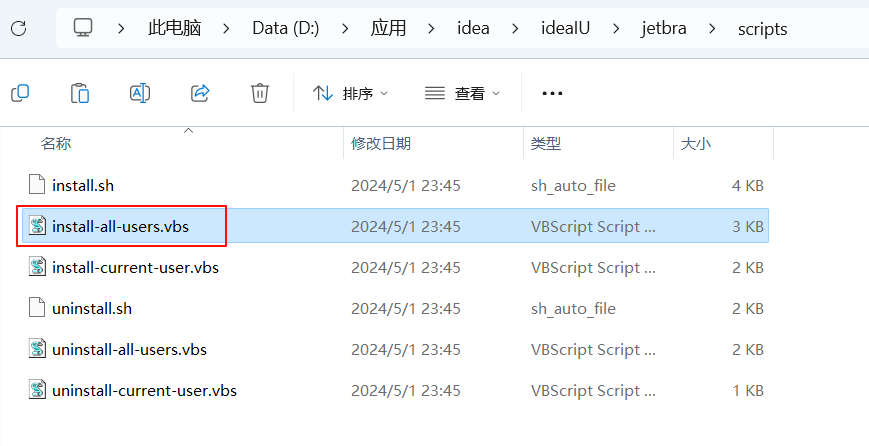 此电脑 > Data (D:) > 应用 > idea > ideaIU > jetbra > scripts
排序 查看
名称 修改日期 类型 大小
install.sh 2024/5/1 23:45 sh_auto_file 4 KB
install-all-users.vbs 2024/5/1 23:45 VBScript Script ... 3 KB
install-current-user.vbs 2024/5/1 23:45 VBScript Script ... 2 KB
uninstall.sh 2024/5/1 23:45 sh_auto_file 2 KB
uninstall-all-users.vbs 2024/5/1 23:45 VBScript Script ... 2 KB
uninstall-current-user.vbs 2024/5/1 23:45 VBScript Script ... 1 KB